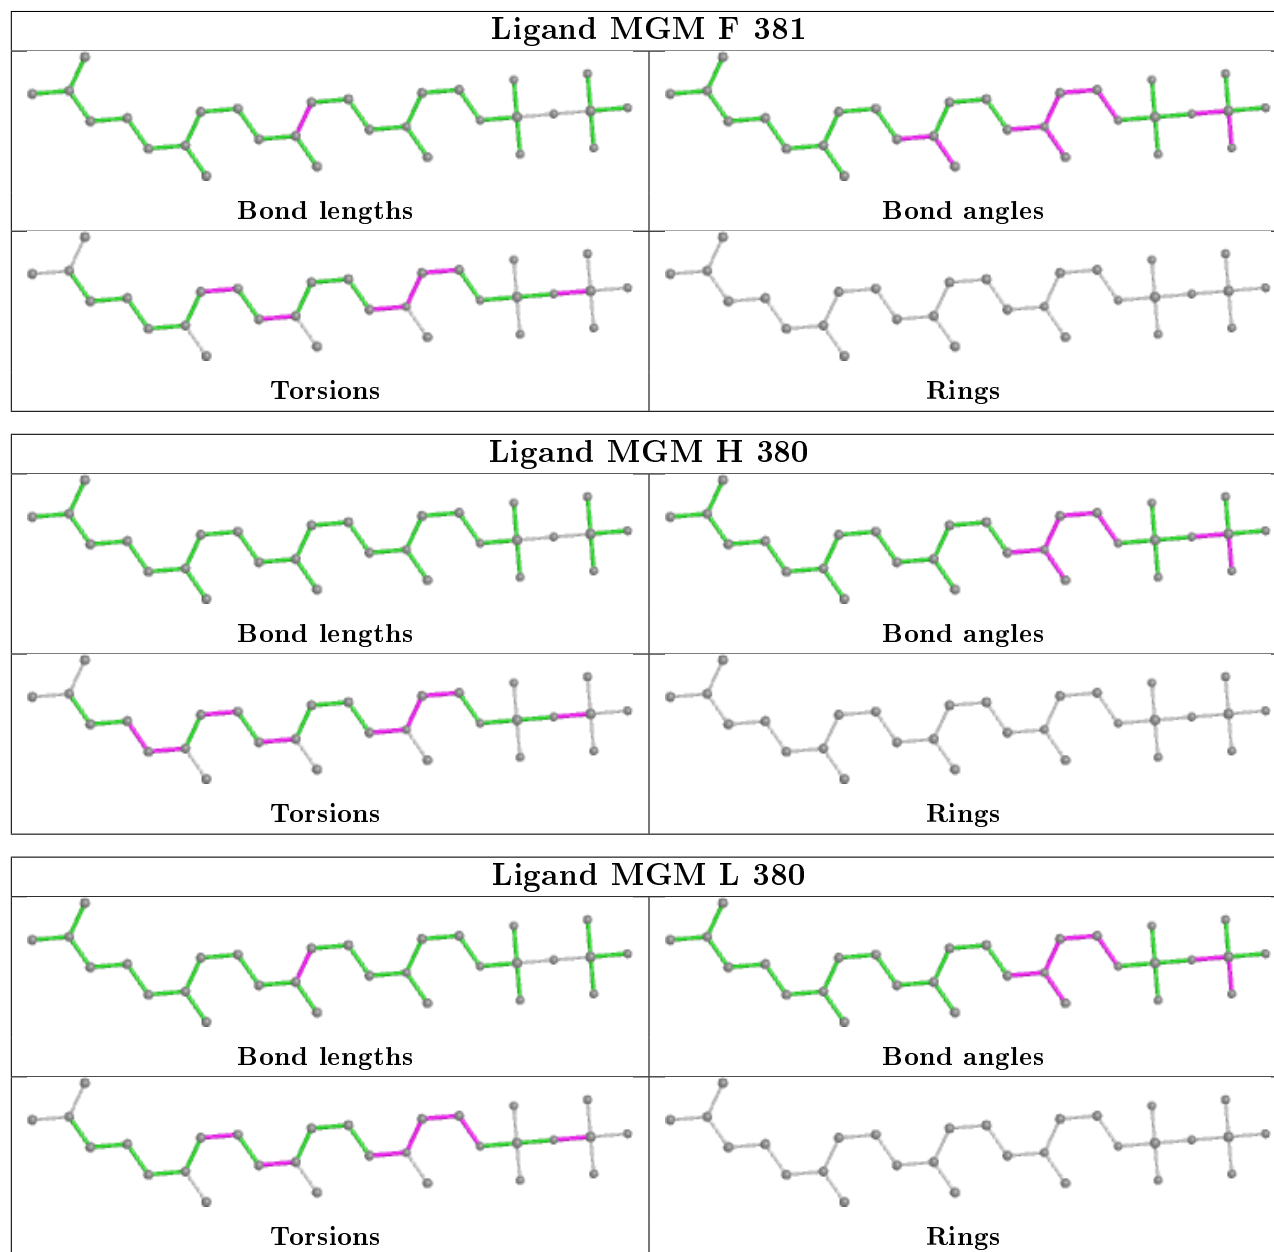 Ligand MGM F 381
Bond lengths
Bond angles
Torsions
Rings
Ligand MGM H 380
Bond lengths
Bond angles
Torsions
Rings
Ligand MGM L 380
Bond lengths
Bond angles
Torsions
Rings